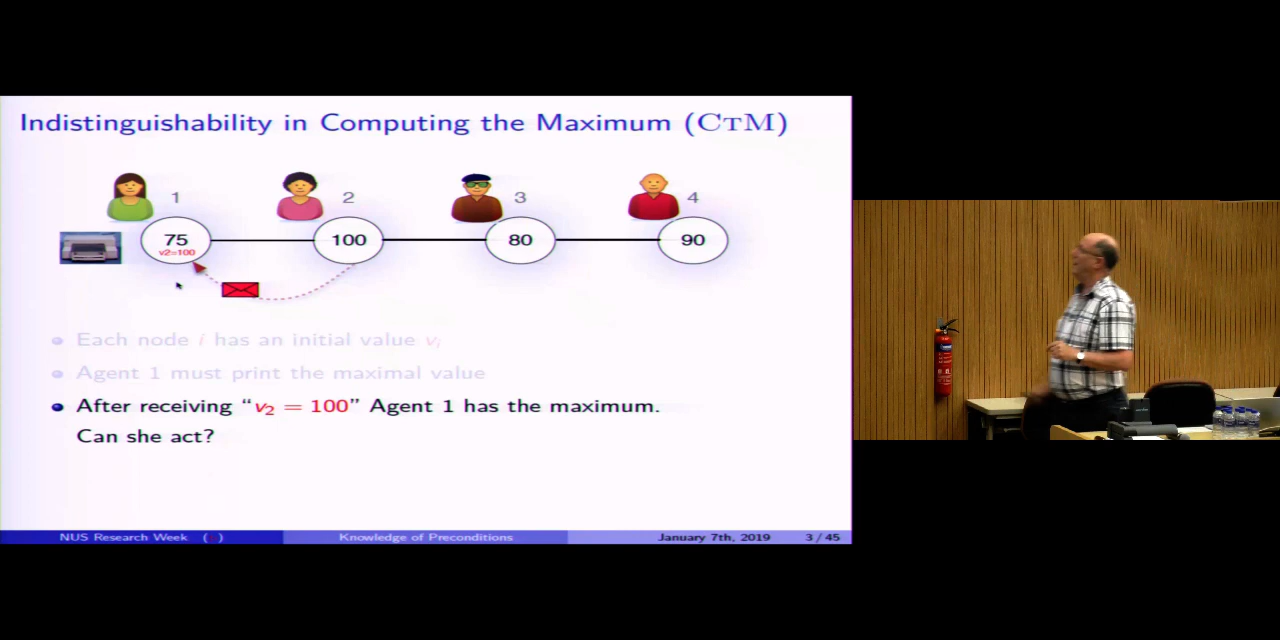 Indistinguishability in Computing the Maximum (CTM)
1 2 3 4
75 100 80 90
v2=100
Each node i has an initial value vi
Agent 1 must print the maximal value
After receiving “v2 = 100” Agent 1 has the maximum.
Can she act?
NUS Research Week Knowledge of Preconditions January 7th, 2019 3 / 45